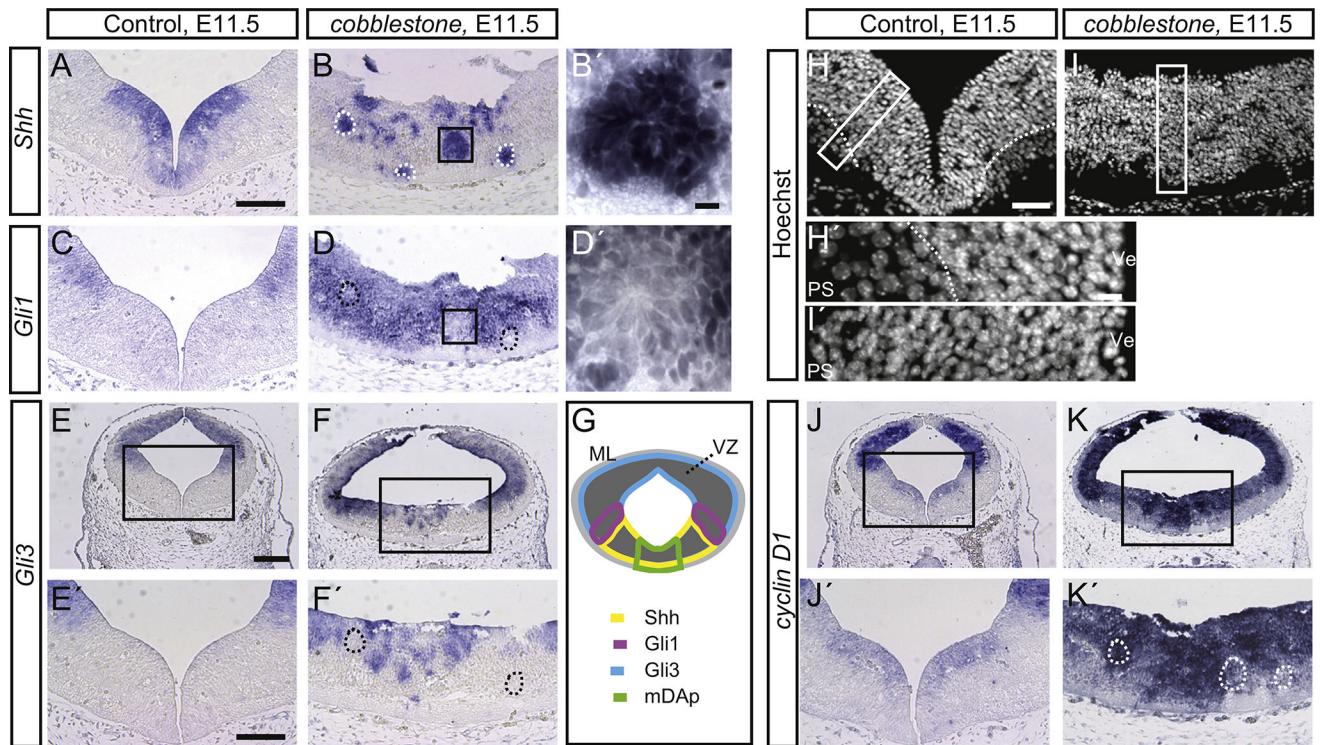 Control, E11.5
cobblestone, E11.5
Control, E11.5
cobblestone, E11.5
Shh
A
B
B´
Gli1
C
D
D´
Hoechst
H
I
H´
PS
Ve
I´
PS
Ve
Gli3
E
F
E´
F´
G
ML
VZ
Shh
Gli1
Gli3
mDAp
cyclin D1
J
K
J´
K´